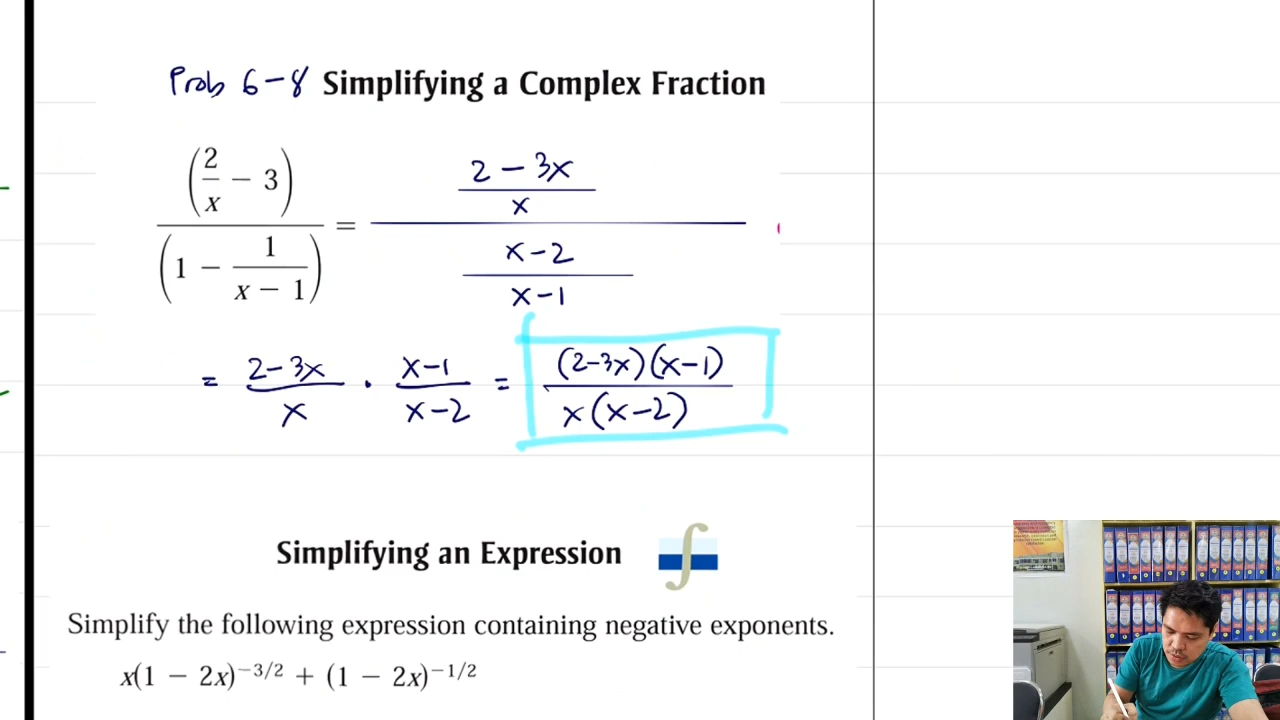 Prob 6-8 Simplifying a Complex Fraction
(2/x − 3) / (1 − 1/(x − 1)) = ((2 − 3x)/x) / ((x − 2)/(x − 1))
= (2−3x)/x · (x−1)/(x−2) = (2−3x)(x−1) / x(x−2)
Simplifying an Expression
Simplify the following expression containing negative exponents.
x(1 − 2x)^−3/2 + (1 − 2x)^−1/2